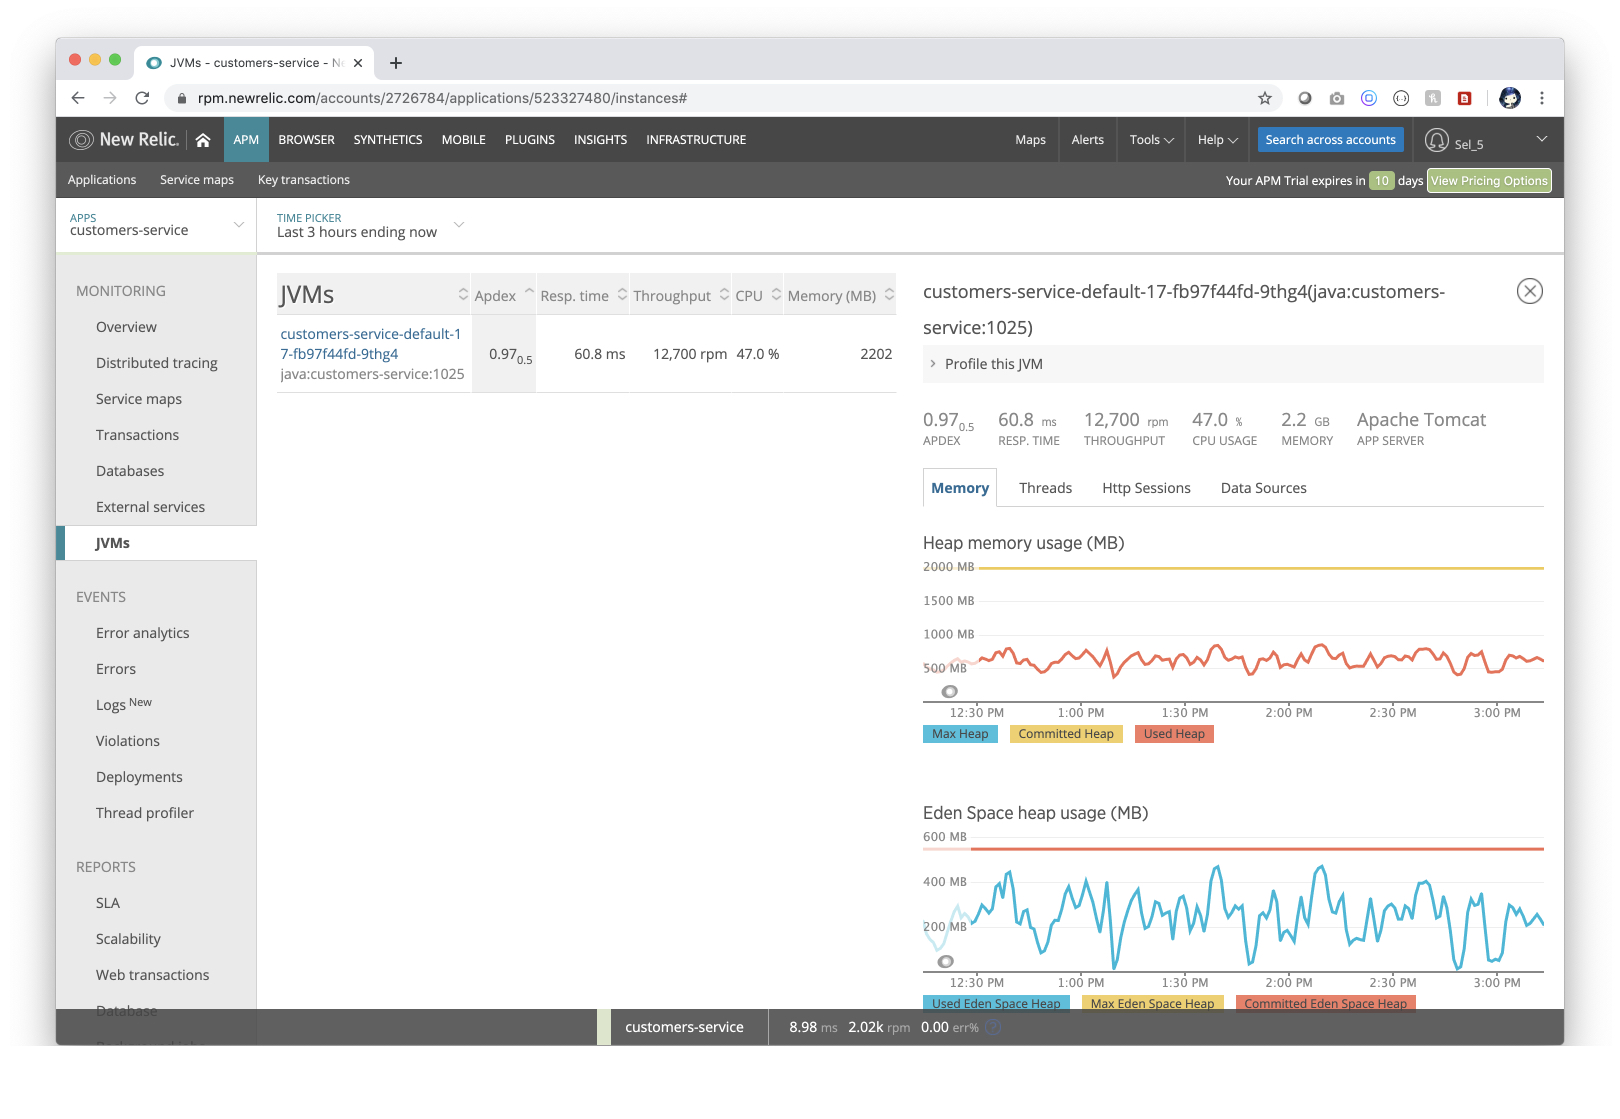 JVMs - customers-service - Ne
rpm.newrelic.com/accounts/2726784/applications/523327480/instances#
New Relic.
APM
BROWSER
SYNTHETICS
MOBILE
PLUGINS
INSIGHTS
INFRASTRUCTURE
Maps
Alerts
Tools
Help
Search across accounts
Sel_5
Applications
Service maps
Key transactions
Your APM Trial expires in 10 days
View Pricing Options
APPS
customers-service
TIME PICKER
Last 3 hours ending now
MONITORING
Overview
Distributed tracing
Service maps
Transactions
Databases
External services
JVMs
EVENTS
Error analytics
Errors
Logs New
Violations
Deployments
Thread profiler
REPORTS
SLA
Scalability
Web transactions
Database
JVMs Apdex Resp. time Throughput CPU Memory (MB)
customers-service-default-1
7-fb97f44fd-9thg4
java:customers-service:1025
0.97 0.5 60.8 ms 12,700 rpm 47.0 % 2202
customers-service-default-17-fb97f44fd-9thg4(java:customers-
service:1025)
Profile this JVM
0.97 0.5 60.8 ms 12,700 rpm 47.0 % 2.2 GB Apache Tomcat
APDEX RESP. TIME THROUGHPUT CPU USAGE MEMORY APP SERVER
Memory Threads Http Sessions Data Sources
Heap memory usage (MB)
2000 MB
1500 MB
1000 MB
500 MB
12:30 PM 1:00 PM 1:30 PM 2:00 PM 2:30 PM 3:00 PM
Max Heap Committed Heap Used Heap
Eden Space heap usage (MB)
600 MB
400 MB
200 MB
12:30 PM 1:00 PM 1:30 PM 2:00 PM 2:30 PM 3:00 PM
Used Eden Space Heap Max Eden Space Heap Committed Eden Space Heap
customers-service 8.98 ms 2.02k rpm 0.00 err% ?